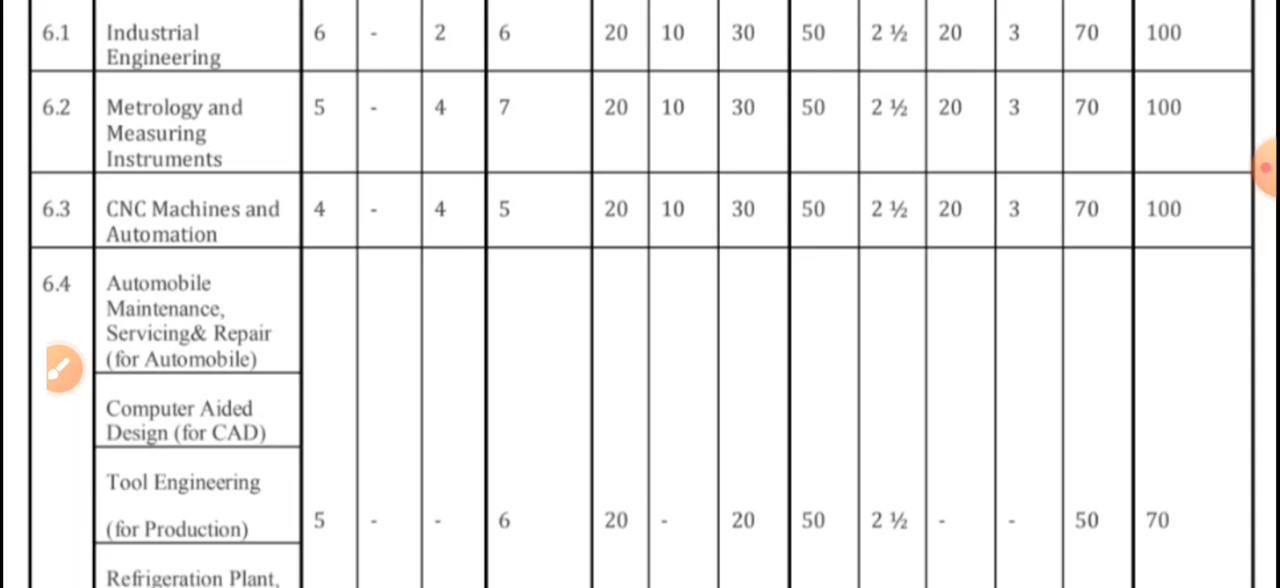 6.1 Industrial 6 - 2 6 20 10 30 50 2 ½ 20 3 70 100
Engineering
6.2 Metrology and 5 - 4 7 20 10 30 50 2 ½ 20 3 70 100
Measuring
Instruments
6.3 CNC Machines and 4 - 4 5 20 10 30 50 2 ½ 20 3 70 100
Automation
6.4 Automobile
Maintenance,
Servicing& Repair
(for Automobile)
Computer Aided
Design (for CAD)
Tool Engineering
(for Production) 5 - - 6 20 - 20 50 2 ½ - - 50 70
Refrigeration Plant,